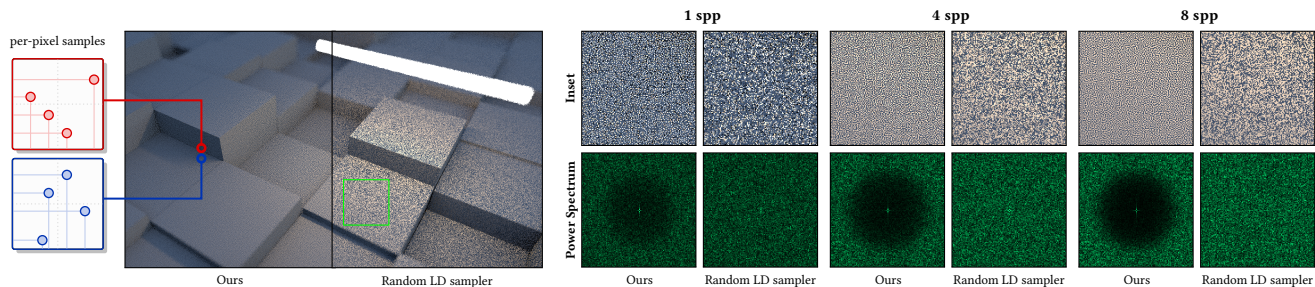 per-pixel samples
Ours
Random LD sampler
1 spp
4 spp
8 spp
Inset
Power Spectrum
Ours
Random LD sampler
Ours
Random LD sampler
Ours
Random LD sampler